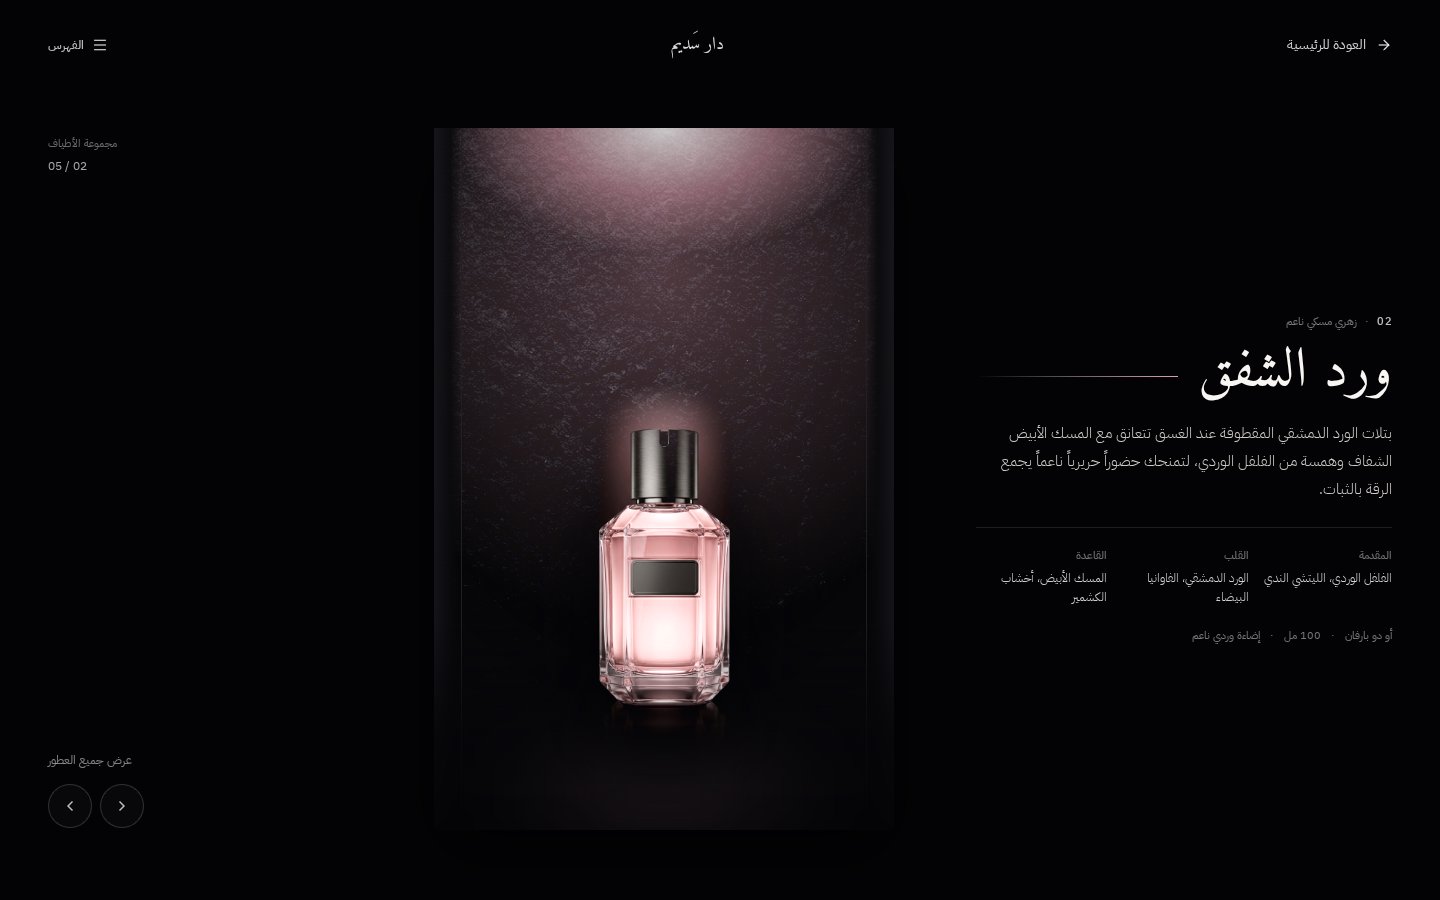 العودة للرئيسية
دار سَديم
الفهرس
مجموعة الأطياف
02 / 05
02 · زهري مسكي ناعم
ورد الشفق
بتلات الورد الدمشقي المقطوفة عند الغسق تتعانق مع المسك الأبيض
الشفاف وهمسة من الفلفل الوردي، لتمنحك حضوراً حريرياً ناعماً يجمع
الرقة بالثبات.
المقدمة
الفلفل الوردي، الليتشي الندي
القلب
الورد الدمشقي، الفاوانيا
البيضاء
القاعدة
المسك الأبيض، أخشاب
الكشمير
أو دو بارفان · 100 مل · إضاءة وردي ناعم
عرض جميع العطور